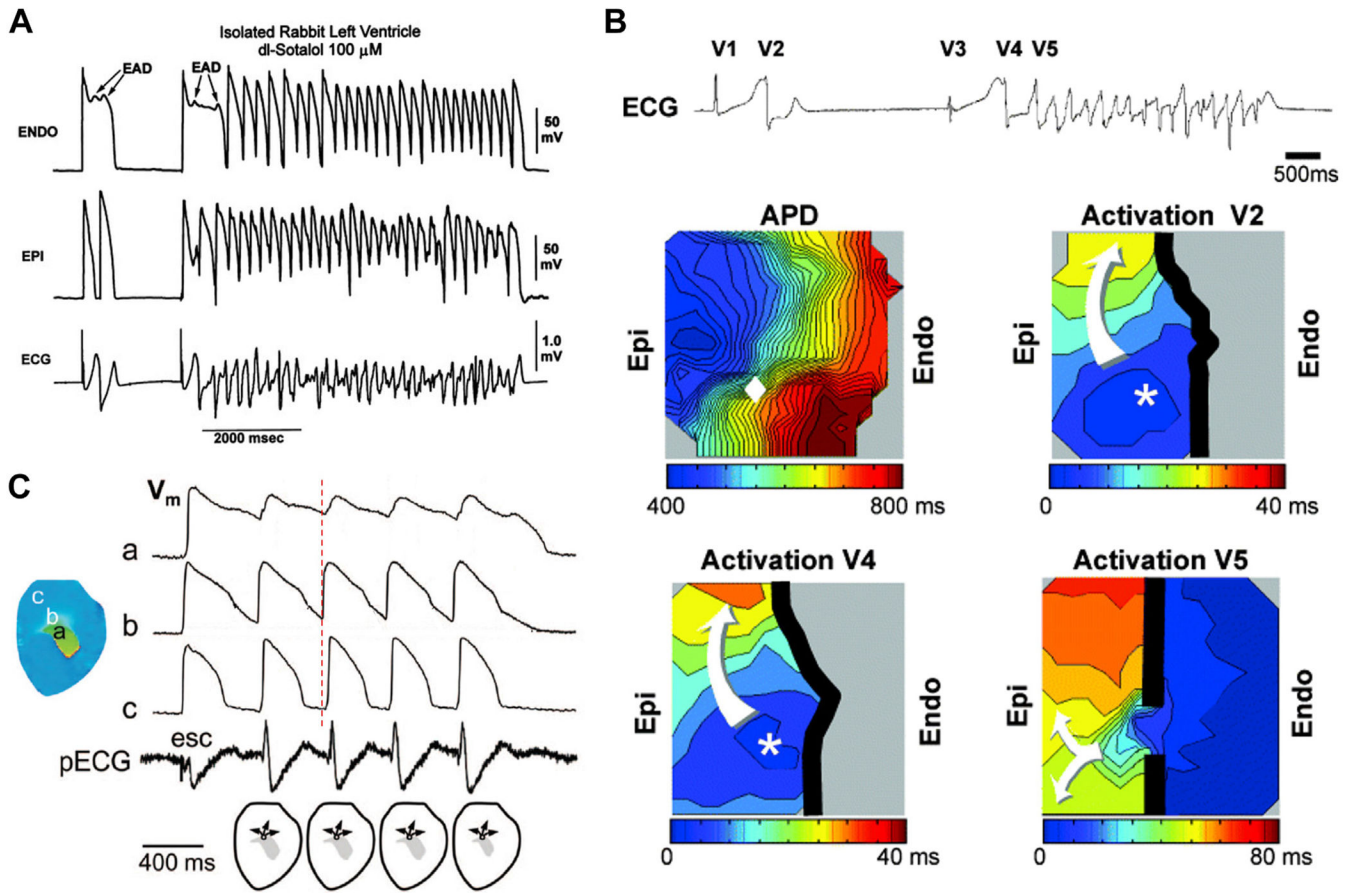 A
Isolated Rabbit Left Ventricle
dl-Sotalol 100 µM
EAD
EAD
ENDO
50
mV
EPI
50
mV
ECG
1.0
mV
2000 msec
B
V1 V2 V3 V4 V5
ECG
500ms
APD
Epi
Endo
400 800 ms
Activation V2
Epi
Endo
*
0 40 ms
Activation V4
Epi
Endo
*
0 40 ms
Activation V5
Epi
Endo
0 80 ms
C
Vm
a
b
c
c
b
a
esc
pECG
400 ms